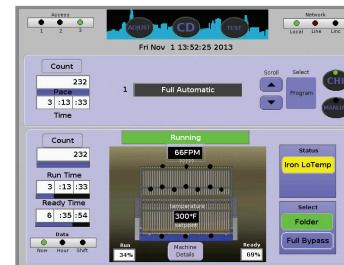 Access
1 2 3
ADJUST
CD
TEST
Network
Local Line Linc
Fri Nov 1 13:52:25 2013
Count
232
Pace
3 :13 :33
Time
1 Full Automatic
Scroll
Select
Program
CHI
MANUA
Count
232
Run Time
3 :13 :33
Ready Time
6 :35 :54
Data
Now Hour Shift
Running
66FPM
?????
temperature
300°F
setpoint
Run
34%
Machine
Details
Ready
69%
Status
Iron LoTemp
Select
Folder
Full Bypass